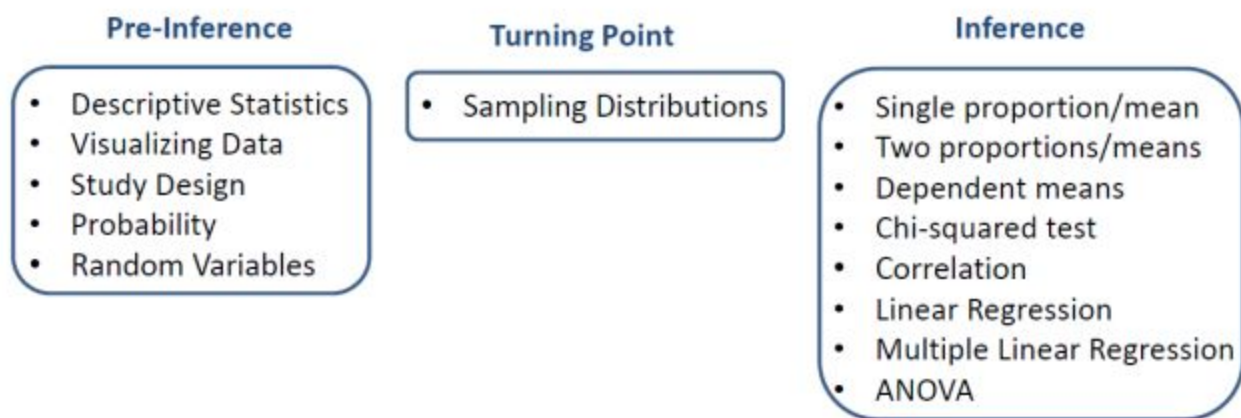 Pre-Inference
• Descriptive Statistics
• Visualizing Data
• Study Design
• Probability
• Random Variables
Turning Point
• Sampling Distributions
Inference
• Single proportion/mean
• Two proportions/means
• Dependent means
• Chi-squared test
• Correlation
• Linear Regression
• Multiple Linear Regression
• ANOVA